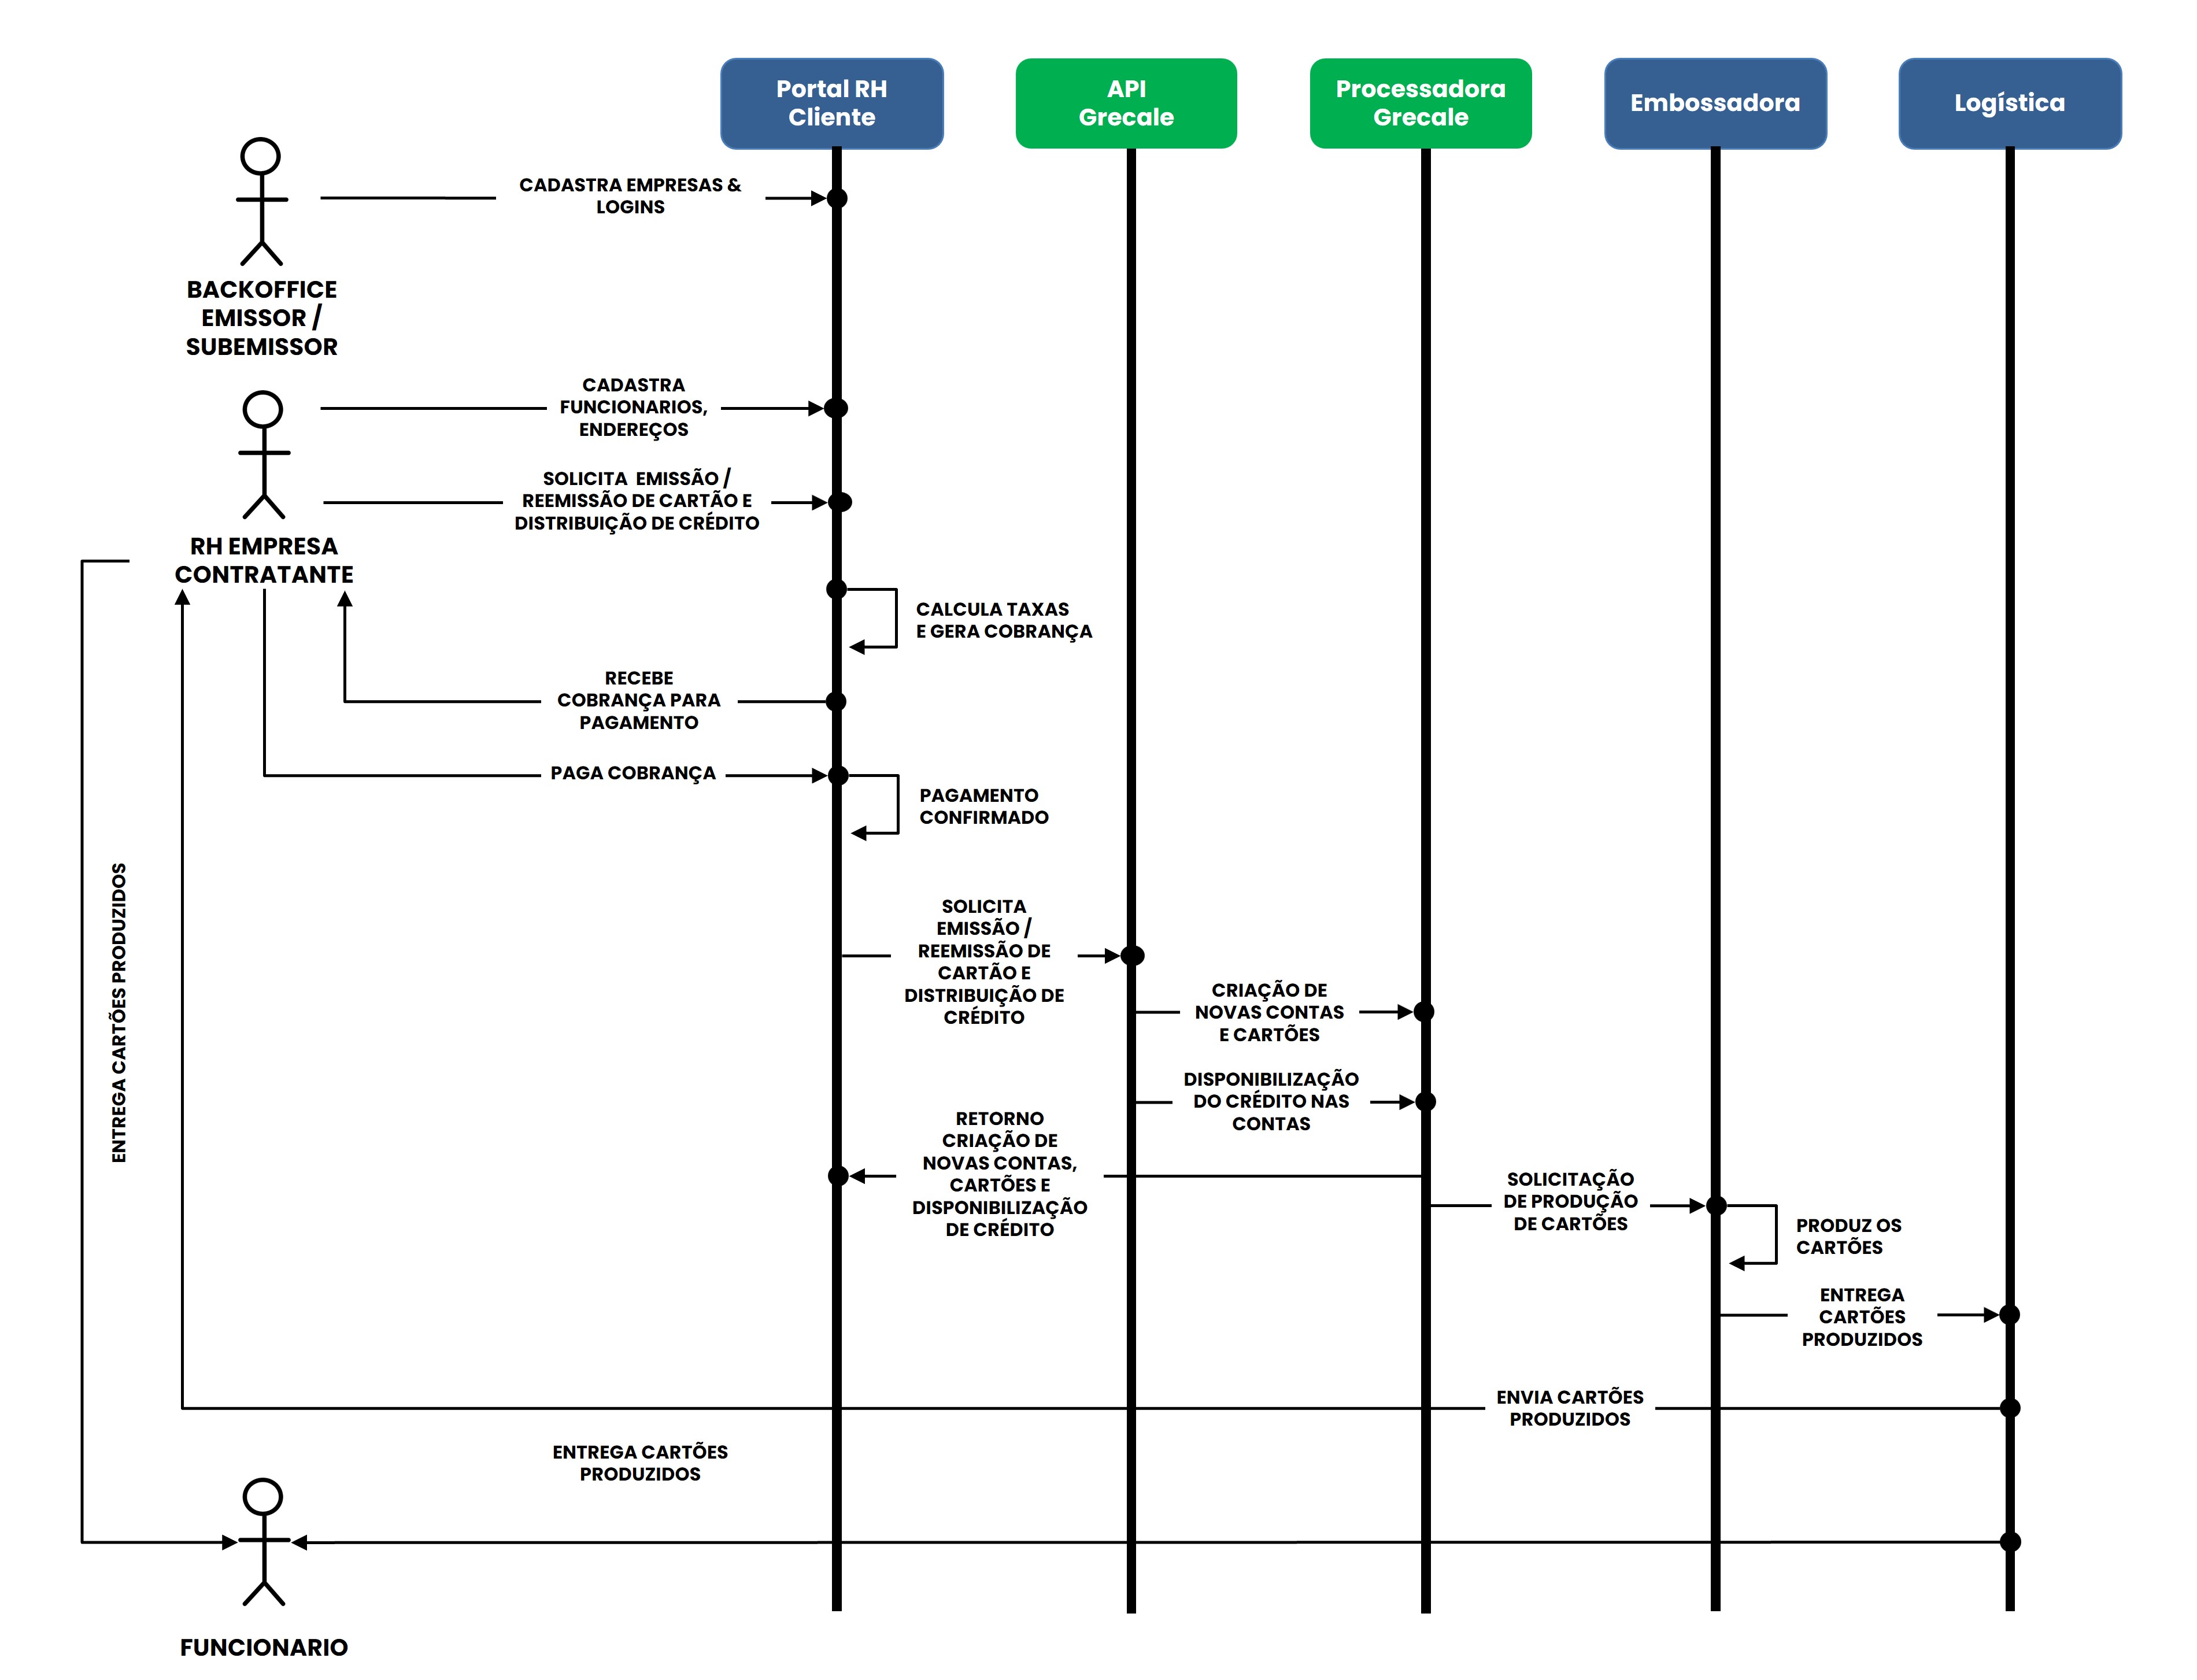 Portal RH
Cliente
API
Grecale
Processadora
Grecale
Embossadora
Logística
CADASTRA EMPRESAS &
LOGINS
BACKOFFICE
EMISSOR /
SUBEMISSOR
CADASTRA
FUNCIONARIOS,
ENDEREÇOS
SOLICITA EMISSÃO /
REEMISSÃO DE CARTÃO E
DISTRIBUIÇÃO DE CRÉDITO
RH EMPRESA
CONTRATANTE
CALCULA TAXAS
E GERA COBRANÇA
RECEBE
COBRANÇA PARA
PAGAMENTO
PAGA COBRANÇA
PAGAMENTO
CONFIRMADO
ENTREGA CARTÕES PRODUZIDOS
SOLICITA
EMISSÃO /
REEMISSÃO DE
CARTÃO E
DISTRIBUIÇÃO DE
CRÉDITO
CRIAÇÃO DE
NOVAS CONTAS
E CARTÕES
DISPONIBILIZAÇÃO
DO CRÉDITO NAS
CONTAS
RETORNO
CRIAÇÃO DE
NOVAS CONTAS,
CARTÕES E
DISPONIBILIZAÇÃO
DE CRÉDITO
SOLICITAÇÃO
DE PRODUÇÃO
DE CARTÕES
PRODUZ OS
CARTÕES
ENTREGA
CARTÕES
PRODUZIDOS
ENVIA CARTÕES
PRODUZIDOS
ENTREGA CARTÕES
PRODUZIDOS
FUNCIONARIO